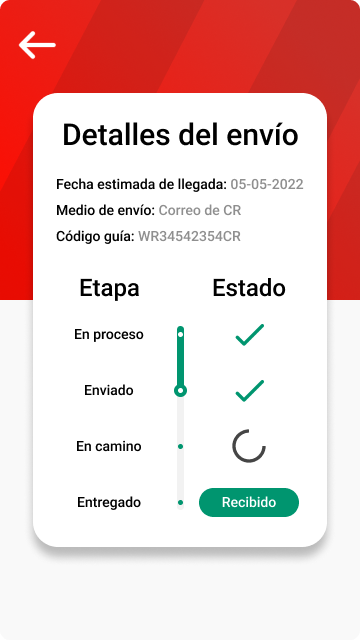 Detalles del envío
Fecha estimada de llegada: 05-05-2022
Medio de envío: Correo de CR
Código guía: WR34542354CR
Etapa Estado
En proceso
Enviado
En camino
Entregado Recibido